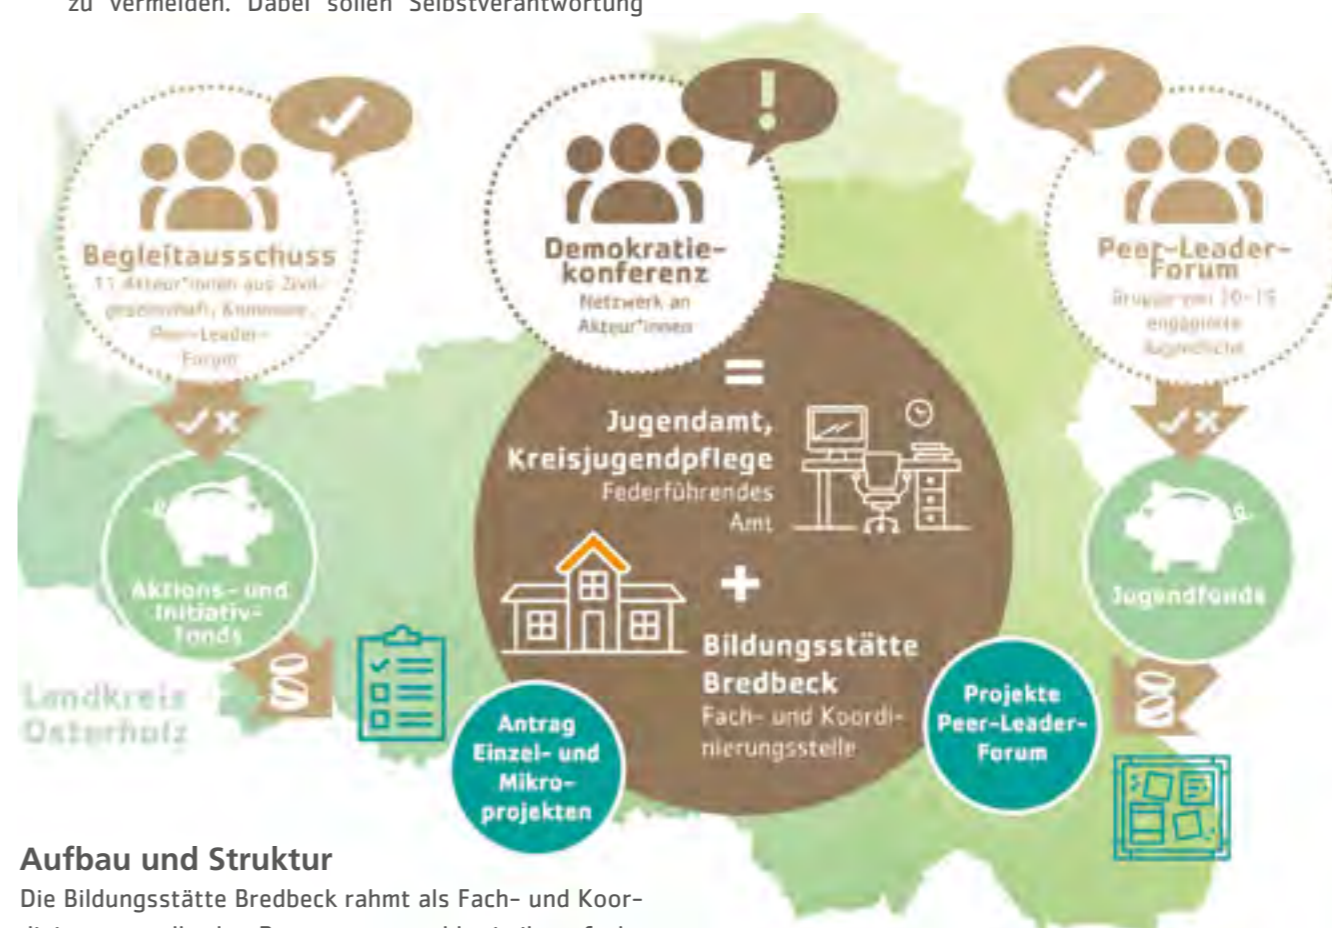 zu vermeiden. Dabei sollen Selbstverantwortung
Begleitausschuss
11 Akteur*innen aus Zivil-
gesellschaft, Kommune,
Peer-Leader-
Forum
Demokratie-
konferenz
Netzwerk an
Akteur*innen
Peer-Leader-
Forum
Gruppe von 10-15
engagierte
Jugendliche
=
Jugendamt,
Kreisjugendpflege
Federführendes
Amt
+
Bildungsstätte
Bredbeck
Fach- und Koordi-
nierungsstelle
Aktions- und
Initiativ-
fonds
Jugendfonds
Landkreis
Osterholz
Antrag
Einzel- und
Mikro-
projekten
Projekte
Peer-Leader-
Forum
Aufbau und Struktur
Die Bildungsstätte Bredbeck rahmt als Fach- und Koor-